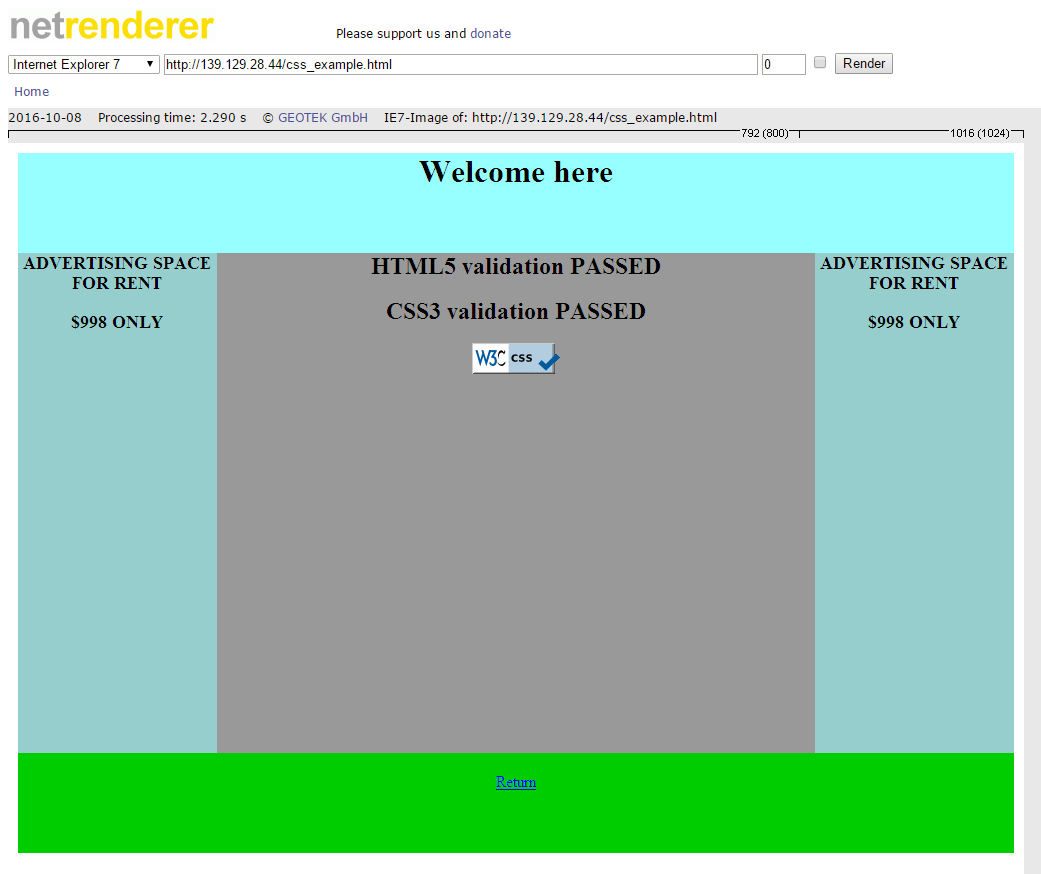 netrenderer
Please support us and donate
Internet Explorer 7 http://139.129.28.44/css_example.html 0 Render
Home
2016-10-08 Processing time: 2.290 s © GEOTEK GmbH IE7-Image of: http://139.129.28.44/css_example.html
792 (800) 1016 (1024)
Welcome here
ADVERTISING SPACE
FOR RENT
$998 ONLY
HTML5 validation PASSED
CSS3 validation PASSED
W3C css
ADVERTISING SPACE
FOR RENT
$998 ONLY
Return